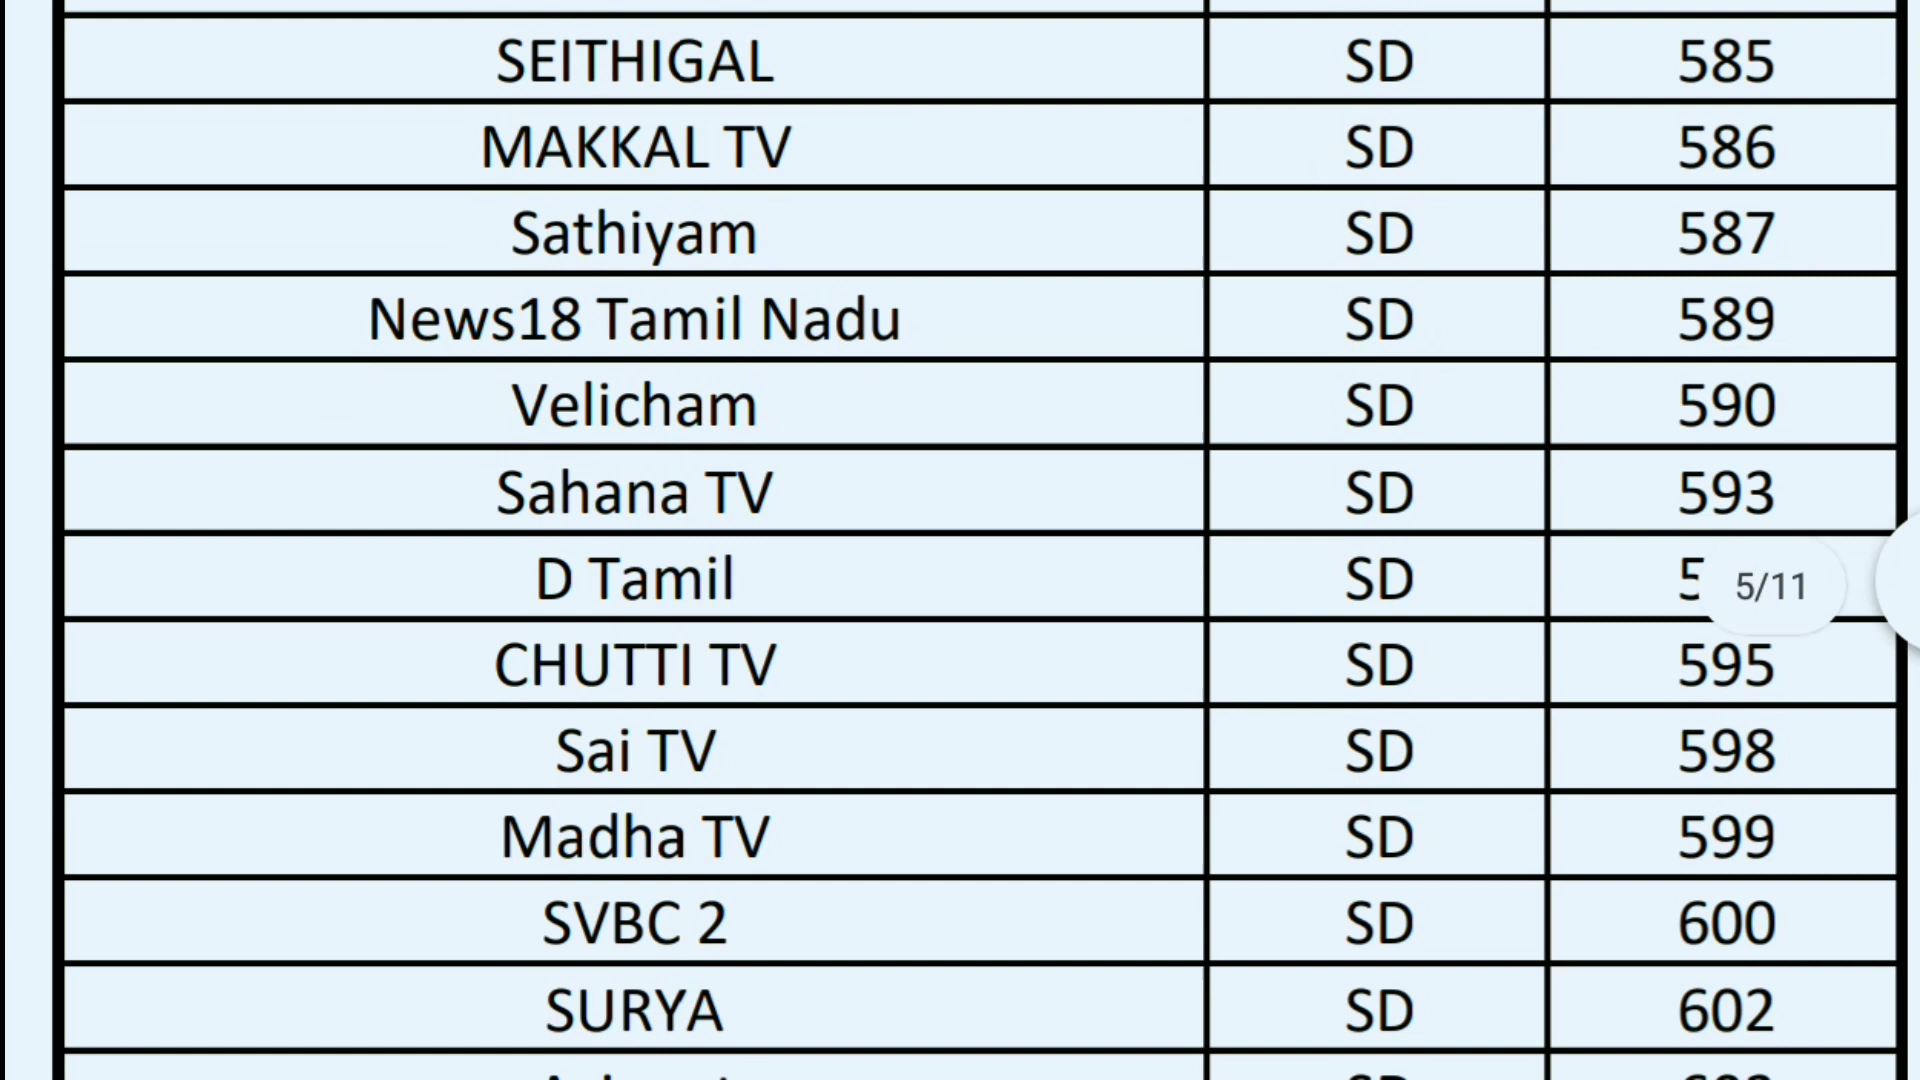 SEITHIGAL SD 585
MAKKAL TV SD 586
Sathiyam SD 587
News18 Tamil Nadu SD 589
Velicham SD 590
Sahana TV SD 593
D Tamil SD
5/11
CHUTTI TV SD 595
Sai TV SD 598
Madha TV SD 599
SVBC 2 SD 600
SURYA SD 602